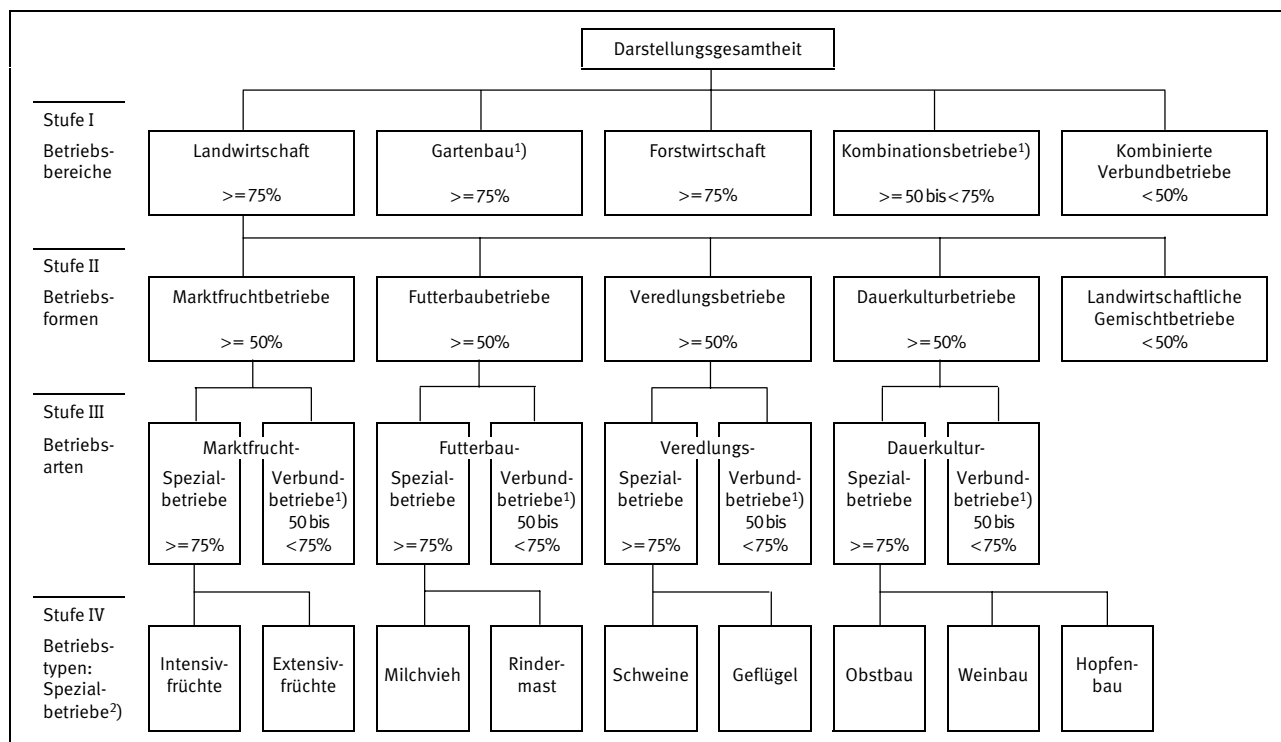 Darstellungsgesamtheit
Stufe I
Betriebs-
bereiche
Landwirtschaft
>=75%
Gartenbau¹)
>=75%
Forstwirtschaft
>=75%
Kombinationsbetriebe¹)
>=50 bis<75%
Kombinierte
Verbundbetriebe
<50%
Stufe II
Betriebs-
formen
Marktfruchtbetriebe
>= 50%
Futterbaubetriebe
>=50%
Veredlungsbetriebe
>=50%
Dauerkulturbetriebe
>=50%
Landwirtschaftliche
Gemischtbetriebe
<50%
Stufe III
Betriebs-
arten
Marktfrucht-
Spezial-
betriebe
>=75%
Verbund-
betriebe¹)
50 bis
<75%
Futterbau-
Spezial-
betriebe
>=75%
Verbund-
betriebe¹)
50 bis
<75%
Veredlungs-
Spezial-
betriebe
>=75%
Verbund-
betriebe¹)
50 bis
<75%
Dauerkultur-
Spezial-
betriebe
>=75%
Verbund-
betriebe¹)
50 bis
<75%
Stufe IV
Betriebs-
typen:
Spezial-
betriebe²)
Intensiv-
früchte
Extensiv-
früchte
Milchvieh
Rinder-
mast
Schweine
Geflügel
Obstbau
Weinbau
Hopfen-
bau